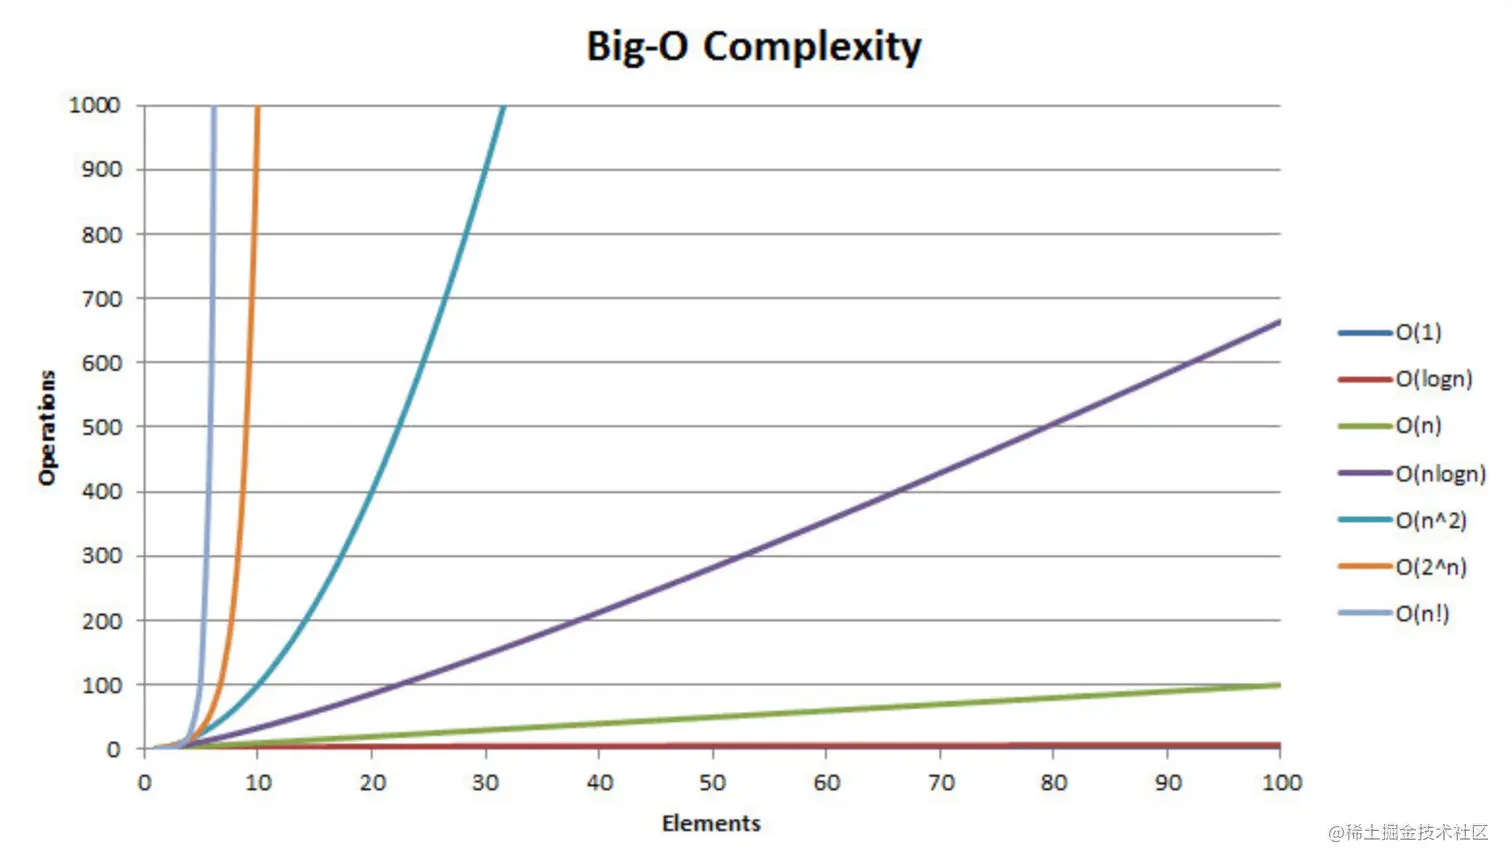 Big-O Complexity
1000
900
800
700
600
500
400
300
200
100
0
Operations
0 10 20 30 40 50 60 70 80 90 100
Elements
O(1)
O(logn)
O(n)
O(nlogn)
O(n^2)
O(2^n)
O(n!)
@稀土掘金技术社区